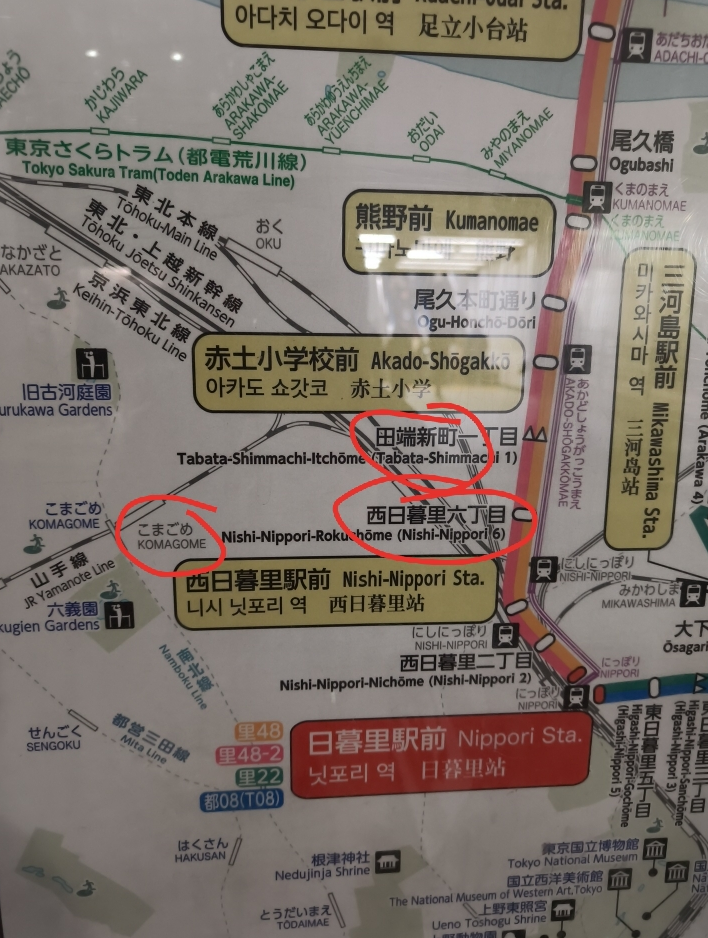 Adachi-Odai Sta.
아다치 오다이 역 足立小台站
ADACHI-O
かじわら
KAJIWARA
あらかわしゃこまえ
ARAKAWA-
SHAKOMAE
あらかわゆうえんちまえ
ARAKAWA-
YUENCHIMAE
おだい
ODAI
みやのまえ
MIYANOMAE
東京さくらトラム(都電荒川線)
Tokyo Sakura Tram(Toden Arakawa Line)
尾久橋
Ogubashi
くまのまえ
KUMANOMAE
くまのまえ
KUMANOMAE
東北本線
Tōhoku-Main Line
東北・上越新幹線
Tōhoku Jōetsu Shinkansen
京浜東北線
Keihin-Tōhoku Line
おく
OKU
なかざと
AKAZATO
熊野前 Kumanomae
尾久本町通り
Ogu-Honchō-Dōri
三河島駅前 Mikawashima Sta.
미카와시마 역 三河岛站
赤土小学校前 Akado-Shōgakkō
아카도 쇼갓코 赤土小学
あかどしょうがっこうまえ
AKADO-SHŌGAKKŌMAE
旧古河庭園
urukawa Gardens
田端新町一丁目
Tabata-Shimmachi-Itchōme (Tabata-Shimmachi 1)
こまごめ
KOMAGOME
こまごめ
KOMAGOME
西日暮里六丁目
Nishi-Nippori-Rokuchōme (Nishi-Nippori 6)
山手線
JR Yamanote Line
六義園
kugien Gardens
西日暮里駅前 Nishi-Nippori Sta.
니시 닛포리 역 西日暮里站
にしにっぽり
NISHI-NIPPORI
みかわしま
MIKAWASHIMA
にしにっぽり
NISHI-NIPPORI
西日暮里二丁目
Nishi-Nippori-Nichōme (Nishi-Nippori 2)
にっぽり
NIPPORI
にっぽり
NIPPORI
大下
Ōsagari
南北線
Namboku Line
せんごく
SENGOKU
都営三田線
Mita Line
里48
里48-2
里22
都08(T08)
日暮里駅前 Nippori Sta.
닛포리 역 日暮里站
東日暮里五丁目
Higashi-Nippori-Gochōme
(Higashi-Nippori 5)
東日暮里三丁目
Higashi-Nippori-Sanchōme
(Higashi-Nippori 3)
はくさん
HAKUSAN
根津神社
Nedujinja Shrine
とうだいまえ
TŌDAIMAE
東京国立博物館
Tokyo National Museum
国立西洋美術館
The National Museum of Western Art,Tokyo
上野東照宮
Ueno Toshogu Shrine